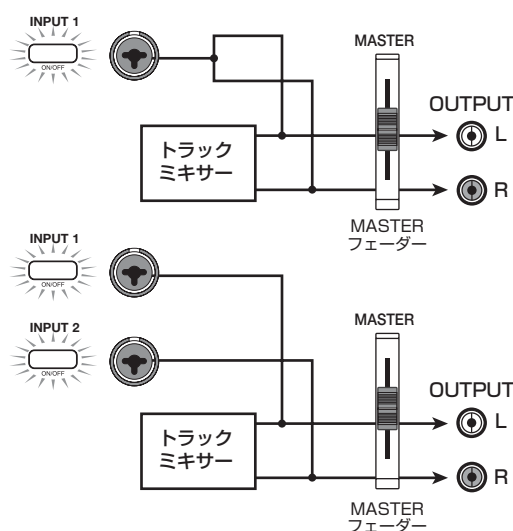 INPUT 1
ON/OFF
MASTER
OUTPUT
L
トラック
ミキサー
R
MASTER
フェーダー
INPUT 1
ON/OFF
INPUT 2
ON/OFF
MASTER
OUTPUT
L
トラック
ミキサー
R
MASTER
フェーダー